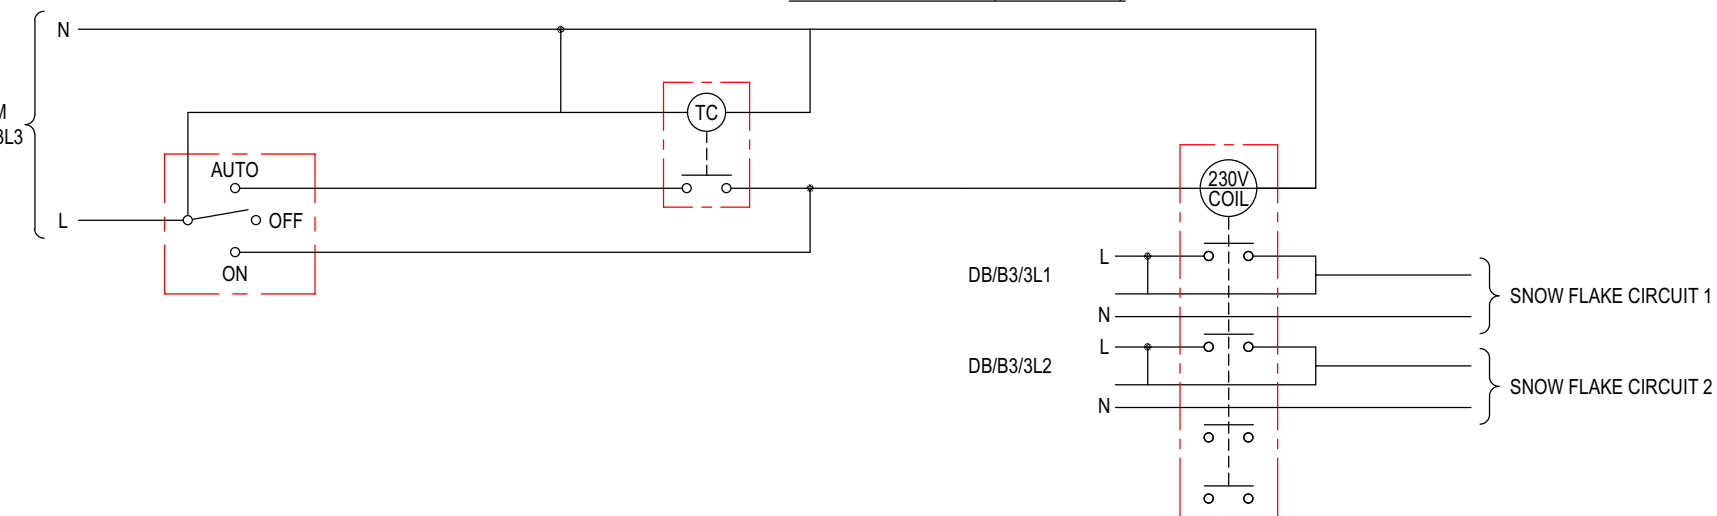 N
TC
AUTO
OFF
L
ON
230V
COIL
L
DB/B3/3L1
N
SNOW FLAKE CIRCUIT 1
L
DB/B3/3L2
N
SNOW FLAKE CIRCUIT 2